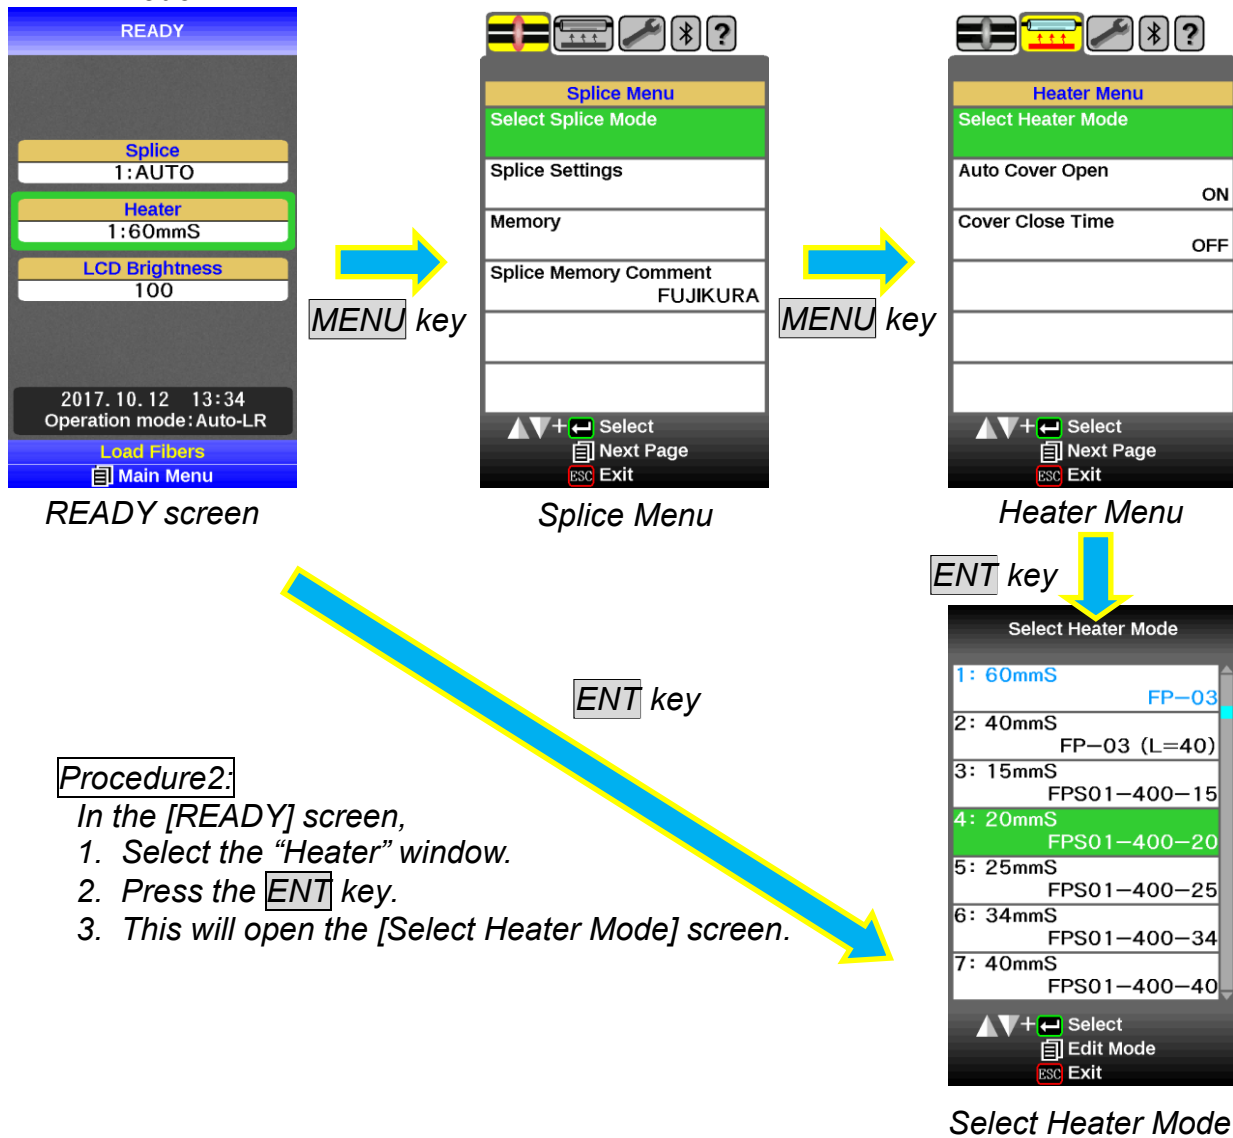 READY
Splice
1:AUTO
Heater
1:60mmS
LCD Brightness
100
2017.10.12 13:34
Operation mode:Auto-LR
Load Fibers
Main Menu
READY screen
MENU key
?
Splice Menu
Select Splice Mode
Splice Settings
Memory
Splice Memory Comment
FUJIKURA
+ Select
Next Page
ESC Exit
Splice Menu
MENU key
?
Heater Menu
Select Heater Mode
Auto Cover Open
ON
Cover Close Time
OFF
+ Select
Next Page
ESC Exit
Heater Menu
ENT key
ENT key
Procedure2:
In the [READY] screen,
1. Select the “Heater” window.
2. Press the ENT key.
3. This will open the [Select Heater Mode] screen.
Select Heater Mode
1: 60mmS
FP-03
2: 40mmS
FP-03 (L=40)
3: 15mmS
FPS01-400-15
4: 20mmS
FPS01-400-20
5: 25mmS
FPS01-400-25
6: 34mmS
FPS01-400-34
7: 40mmS
FPS01-400-40
+ Select
Edit Mode
ESC Exit
Select Heater Mode